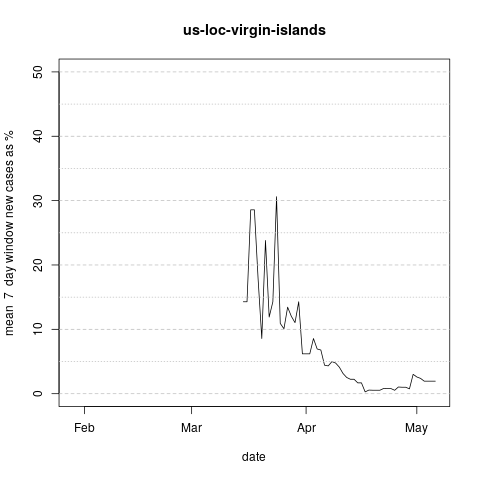 us-loc-virgin-islands
mean  7  day window new cases as %
50
40
30
20
10
0
Feb
Mar
Apr
May
date